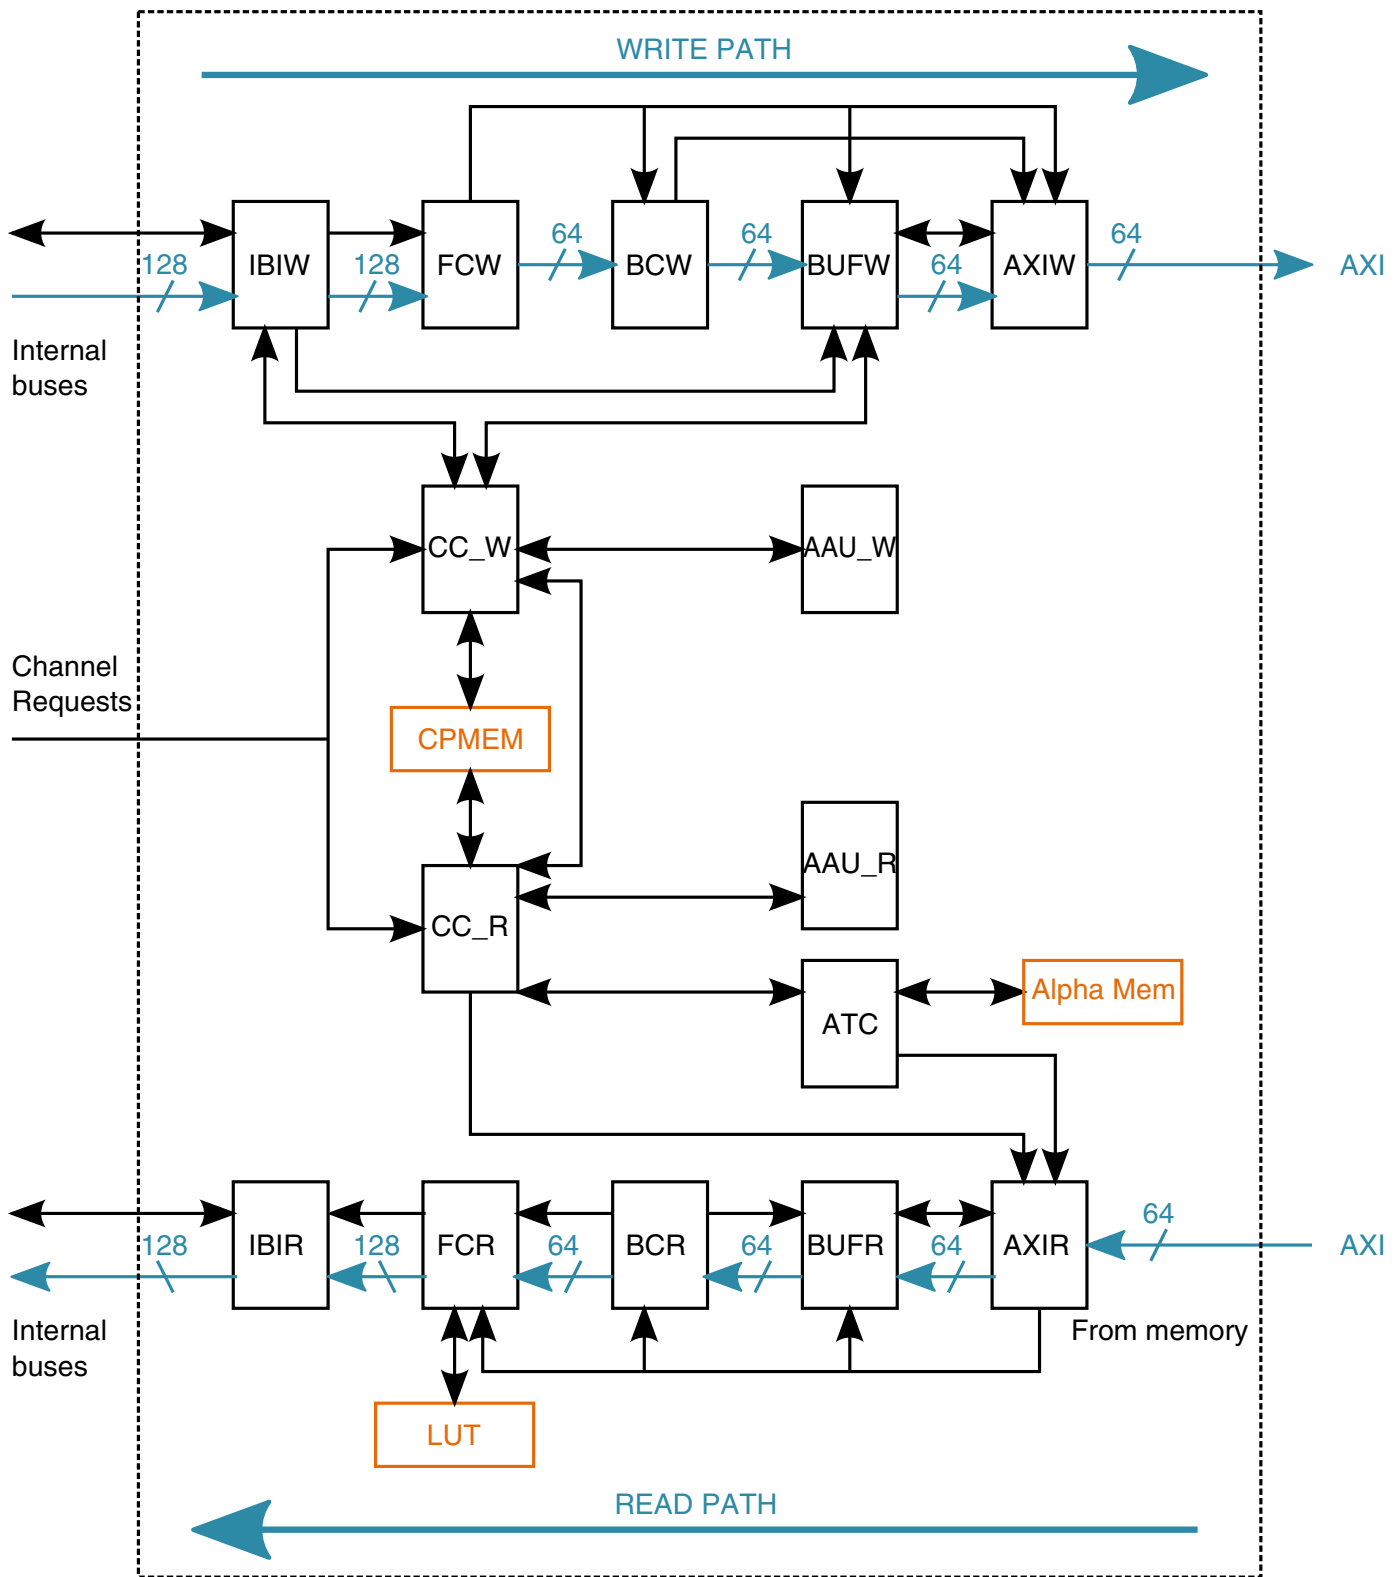 WRITE PATH
IBIW
FCW
BCW
BUFW
AXIW
128
128
64
64
64
64
AXI
Internal
buses
CC_W
AAU_W
Channel
Requests
CPMEM
AAU_R
CC_R
ATC
Alpha Mem
IBIR
FCR
BCR
BUFR
AXIR
128
128
64
64
64
64
AXI
Internal
buses
From memory
LUT
READ PATH